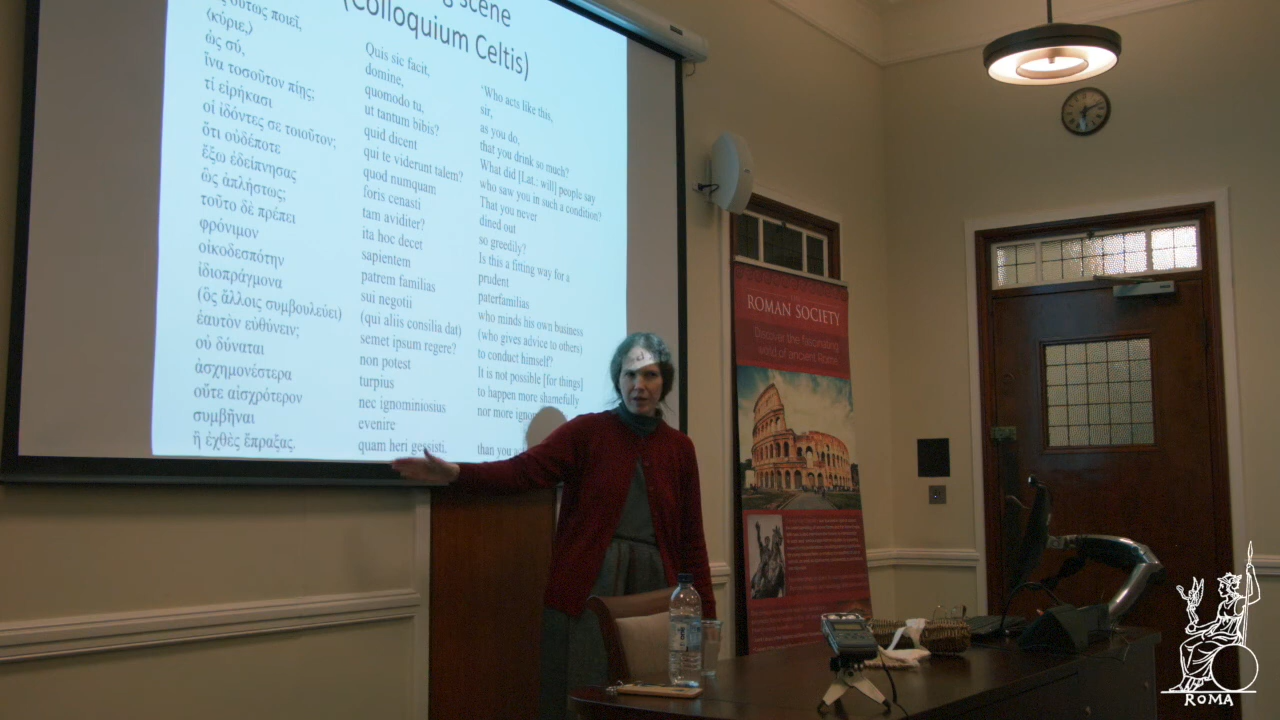 scene
(Colloquium Celtis)
οὕτως ποιεῖ,
(κύριε,)
ὡς σύ,
ἵνα τοσοῦτον πίῃς;
τί εἰρήκασι
οἱ ἰδόντες σε τοιοῦτον;
ὅτι οὐδέποτε
ἔξω ἐδείπνησας
ὣς ἀπλήστως;
τοῦτο δὲ πρέπει
φρόνιμον
οἰκοδεσπότην
ἰδιοπράγμονα
(ὃς ἄλλοις συμβουλεύει)
ἑαυτὸν εὐθύνειν;
οὐ δύναται
ἀσχημονέστερα
οὔτε αἰσχρότερον
συμβῆναι
ἢ ἐχθὲς ἔπραξας.
Quis sic facit,
domine,
quomodo tu,
ut tantum bibis?
quid dicent
qui te viderunt talem?
quod numquam
foris cenasti
tam aviditer?
ita hoc decet
sapientem
patrem familias
sui negotii
(qui aliis consilia dat)
semet ipsum regere?
non potest
turpius
nec ignominiosius
evenire
quam heri gessisti.
'Who acts like this,
sir,
as you do,
that you drink so much?
What did [Lat.: will] people say
who saw you in such a condition?
That you never
dined out
so greedily?
Is this a fitting way for a
prudent
paterfamilias
who minds his own business
(who gives advice to others)
to conduct himself?
It is not possible [for things]
to happen more shamefully
nor more
than you
ROMAN SOCIETY
Discover the fascinating
world of ancient Rome
ROMA